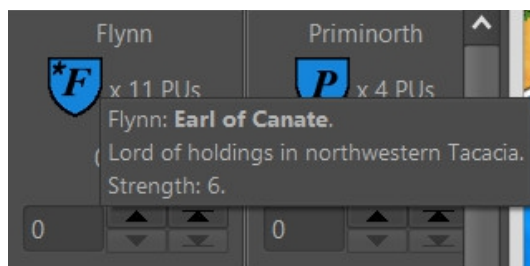 Flynn
Priminorth
*F
x 11 PUs
P
x 4 PUs
Flynn: Earl of Canate.
Lord of holdings in northwestern Tacacia.
Strength: 6.
0
0